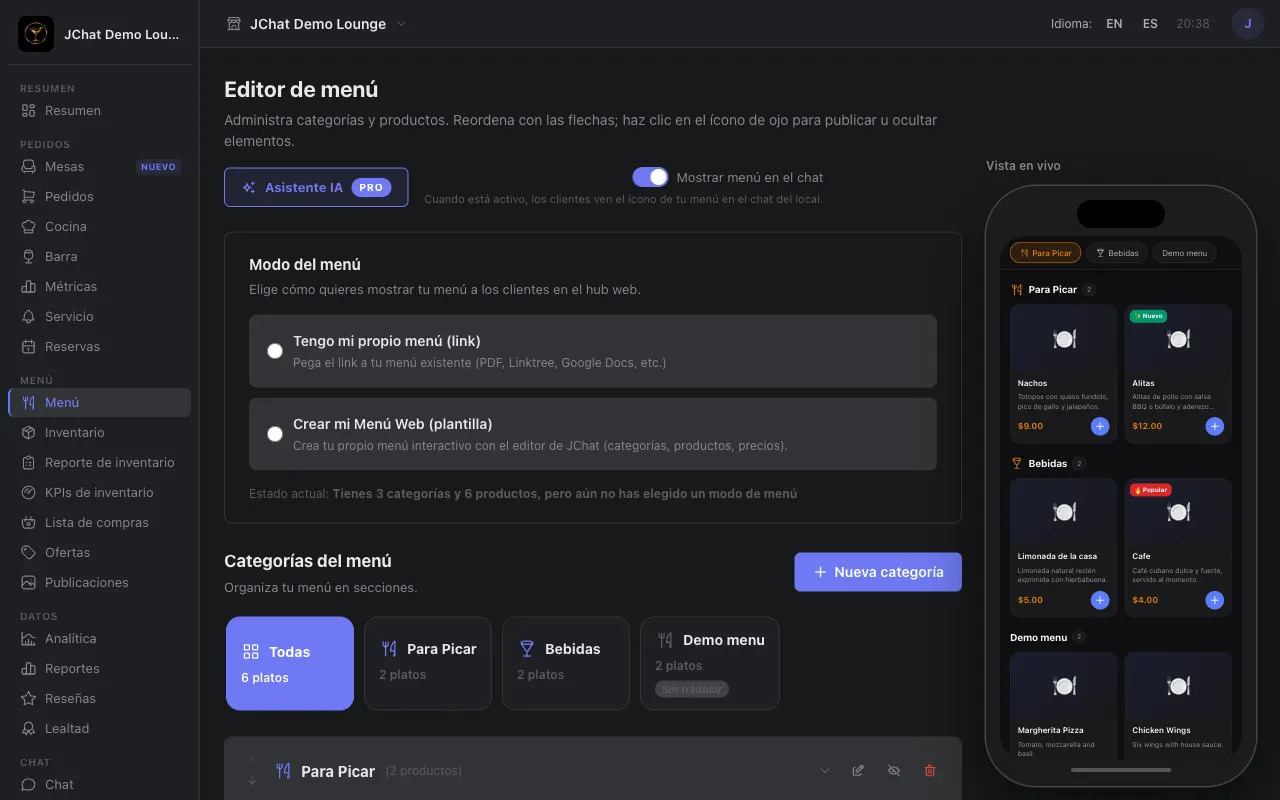 JChat Demo Lou...
RESUMEN
Resumen
PEDIDOS
Mesas
NUEVO
Pedidos
Cocina
Barra
Métricas
Servicio
Reservas
MENÚ
Menú
Inventario
Reporte de inventario
KPIs de inventario
Lista de compras
Ofertas
Publicaciones
DATOS
Analítica
Reportes
Reseñas
Lealtad
CHAT
Chat
JChat Demo Lounge
Idioma: EN ES 20:38 J
Editor de menú
Administra categorías y productos. Reordena con las flechas; haz clic en el ícono de ojo para publicar u ocultar
elementos.
Asistente IA PRO
Mostrar menú en el chat
Cuando está activo, los clientes ven el ícono de tu menú en el chat del local.
Modo del menú
Elige cómo quieres mostrar tu menú a los clientes en el hub web.
Tengo mi propio menú (link)
Pega el link a tu menú existente (PDF, Linktree, Google Docs, etc.)
Crear mi Menú Web (plantilla)
Crea tu propio menú interactivo con el editor de JChat (categorías, productos, precios).
Estado actual: Tienes 3 categorías y 6 productos, pero aún no has elegido un modo de menú
Categorías del menú
Organiza tu menú en secciones.
+ Nueva categoría
Todas
6 platos
Para Picar
2 platos
Bebidas
2 platos
Demo menu
2 platos
Sin traducir
Para Picar (2 productos)
Vista en vivo
Para Picar
Bebidas
Demo menu
Para Picar 2
Nachos
Totopos con queso fundido,
pico de gallo y jalapeños.
$9.00
Nuevo
Alitas
Alitas de pollo con salsa
BBQ o búfalo y aderezo...
$12.00
Bebidas 2
Limonada de la casa
Limonada natural recién
exprimida con hierbabuena.
$5.00
Popular
Cafe
Café cubano dulce y fuerte,
servido al momento.
$4.00
Demo menu 2
Margherita Pizza
Tomato, mozzarella and
basil.
Chicken Wings
Six wings with house sauce.